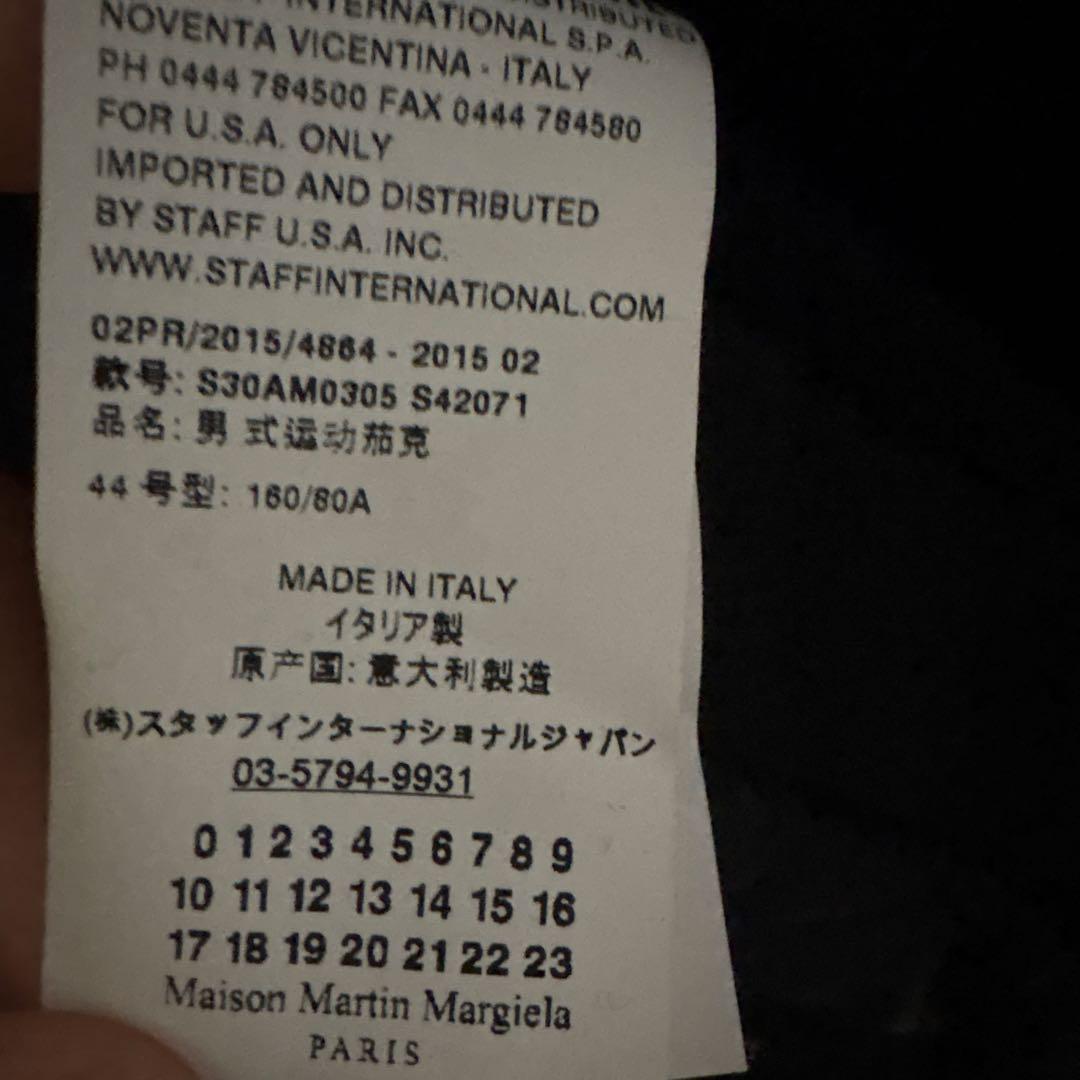 DISTRIBUTED
INTERNATIONAL S.P.A.
NOVENTA VICENTINA - ITALY
PH 0444 784500 FAX 0444 784580
FOR U.S.A. ONLY
IMPORTED AND DISTRIBUTED
BY STAFF U.S.A. INC.
WWW.STAFFINTERNATIONAL.COM
02PR/2015/4864 - 2015 02
款号: S30AM0305 S42071
品名: 男 式运动茄克
44 号型: 160/80A
MADE IN ITALY
イタリア製
原产国: 意大利製造
(株)スタッフインターナショナルジャパン
03-5794-9931
0 1 2 3 4 5 6 7 8 9
10 11 12 13 14 15 16
17 18 19 20 21 22 23
Maison Martin Margiela
PARIS